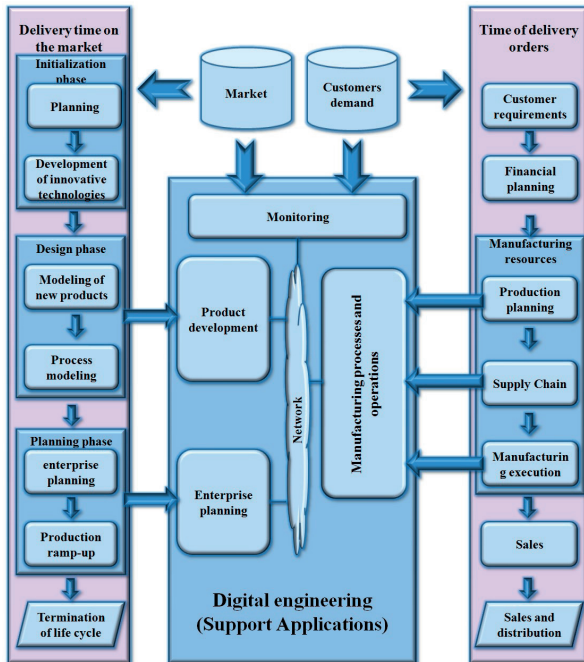 Delivery time on
the market
Initialization
phase
Planning
Development
of innovative
technologies
Design phase
Modeling of
new products
Process
modeling
Planning phase
enterprise
planning
Production
ramp-up
Termination
of life cycle
Market
Customers
demand
Monitoring
Product
development
Network
Manufacturing processes and
operations
Enterprise
planning
Digital engineering
(Support Applications)
Time of delivery
orders
Customer
requirements
Financial
planning
Manufacturing
resources
Production
planning
Supply Chain
Manufacturin
g execution
Sales
Sales and
distribution